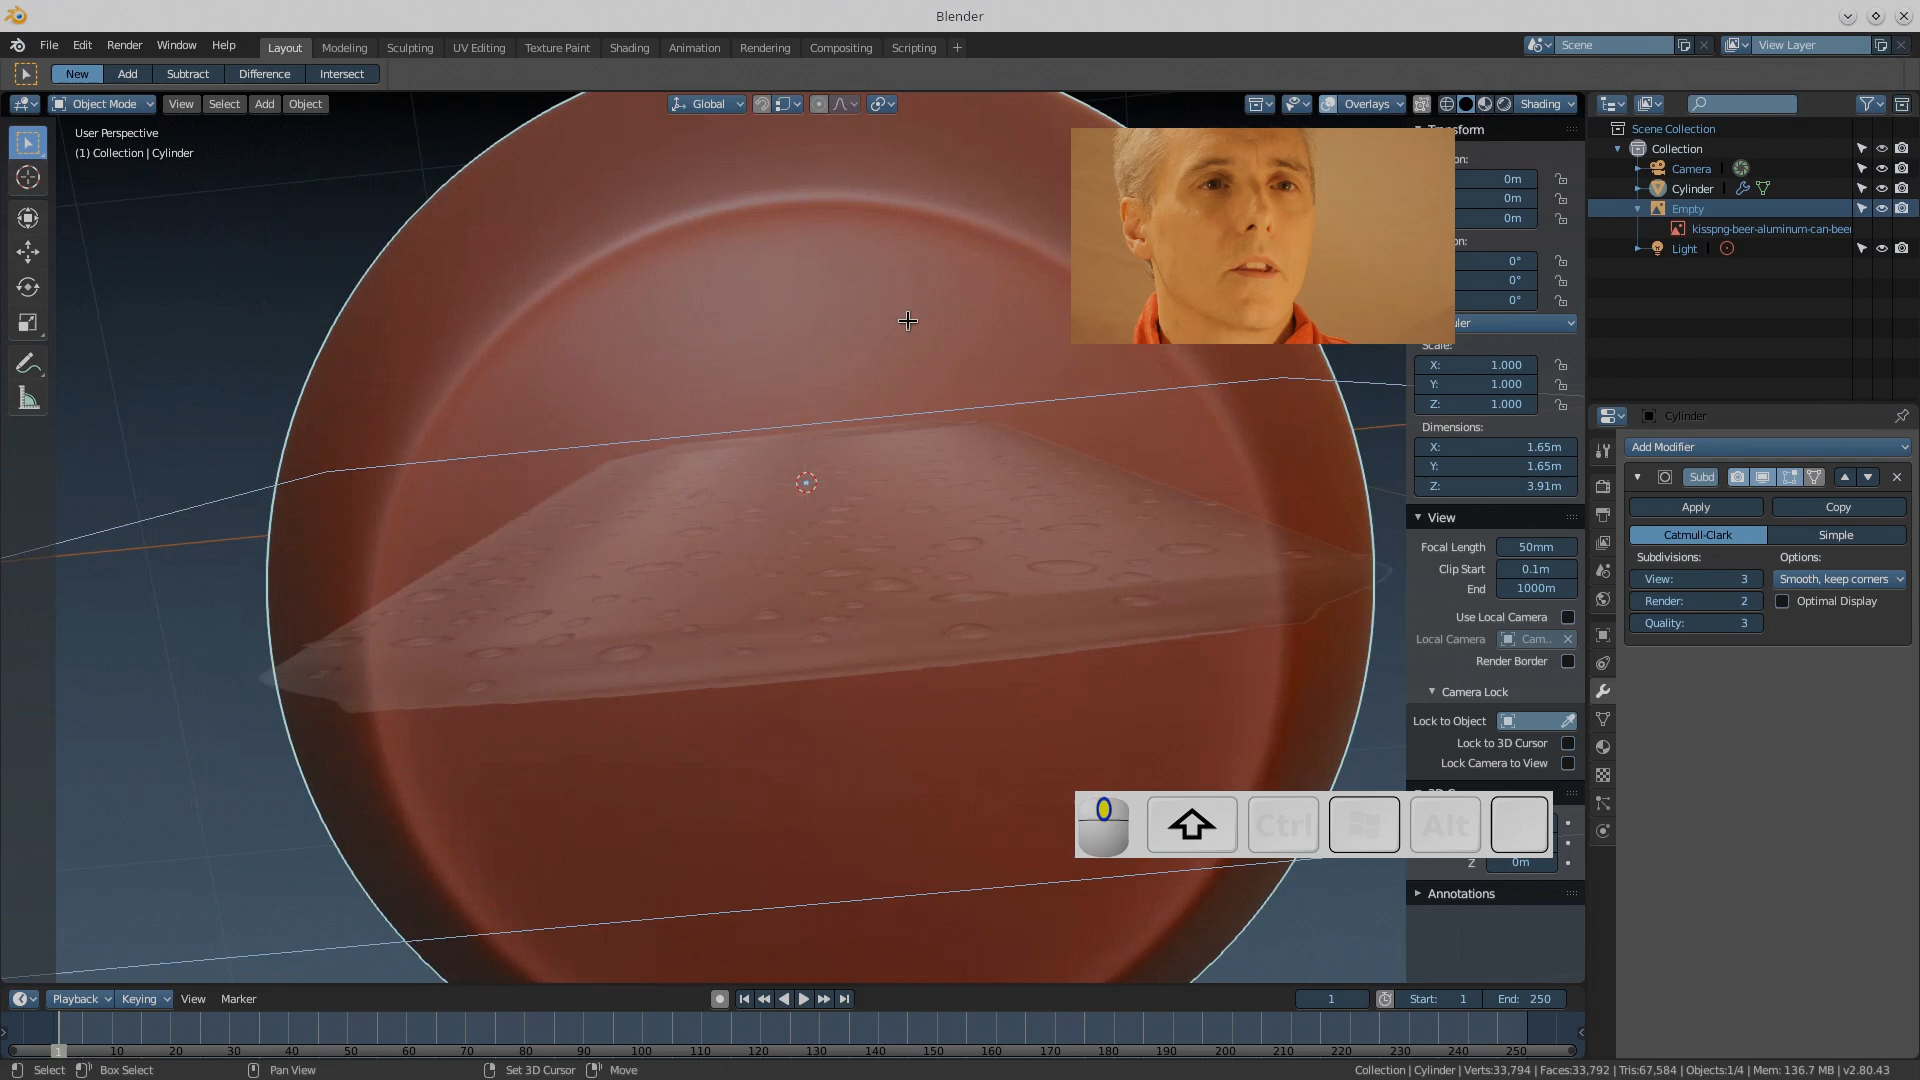 Blender
File Edit Render Window Help Layout Modeling Sculpting UV Editing Texture Paint Shading Animation Rendering Compositing Scripting + Scene View Layer
New Add Subtract Difference Intersect
Object Mode View Select Add Object Global Overlays Shading
User Perspective
(1) Collection | Cylinder
Transform
0m
0m
0m
0°
0°
0°
Scale:
X: 1.000
Y: 1.000
Z: 1.000
Dimensions:
X: 1.65m
Y: 1.65m
Z: 3.91m
View
Focal Length 50mm
Clip Start 0.1m
End 1000m
Use Local Camera
Local Camera Cam..
Render Border
Camera Lock
Lock to Object
Lock to 3D Cursor
Lock Camera to View
Ctrl Alt
Z 0m
Annotations
Scene Collection
Collection
Camera
Cylinder
Empty
kisspng-beer-aluminum-can-beer
Light
Cylinder
Add Modifier
Subd
Apply Copy
Catmull-Clark Simple
Subdivisions: Options:
View: 3 Smooth, keep corners
Render: 2 Optimal Display
Quality: 3
Playback Keying View Marker 1 Start: 1 End: 250
1 10 20 30 40 50 60 70 80 90 100 110 120 130 140 150 160 170 180 190 200 210 220 230 240 250
Select Box Select Pan View Set 3D Cursor Move Collection | Cylinder | Verts:33,794 | Faces:33,792 | Tris:67,584 | Objects:1/4 | Mem: 136.7 MB | v2.80.43